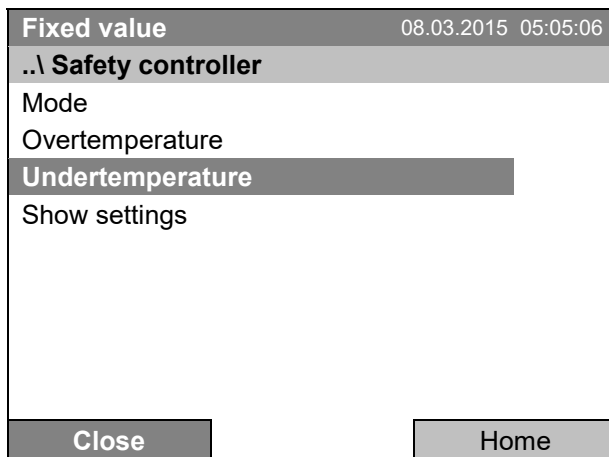 Fixed value 08.03.2015 05:05:06
..\ Safety controller
Mode
Overtemperature
Undertemperature
Show settings
Close Home